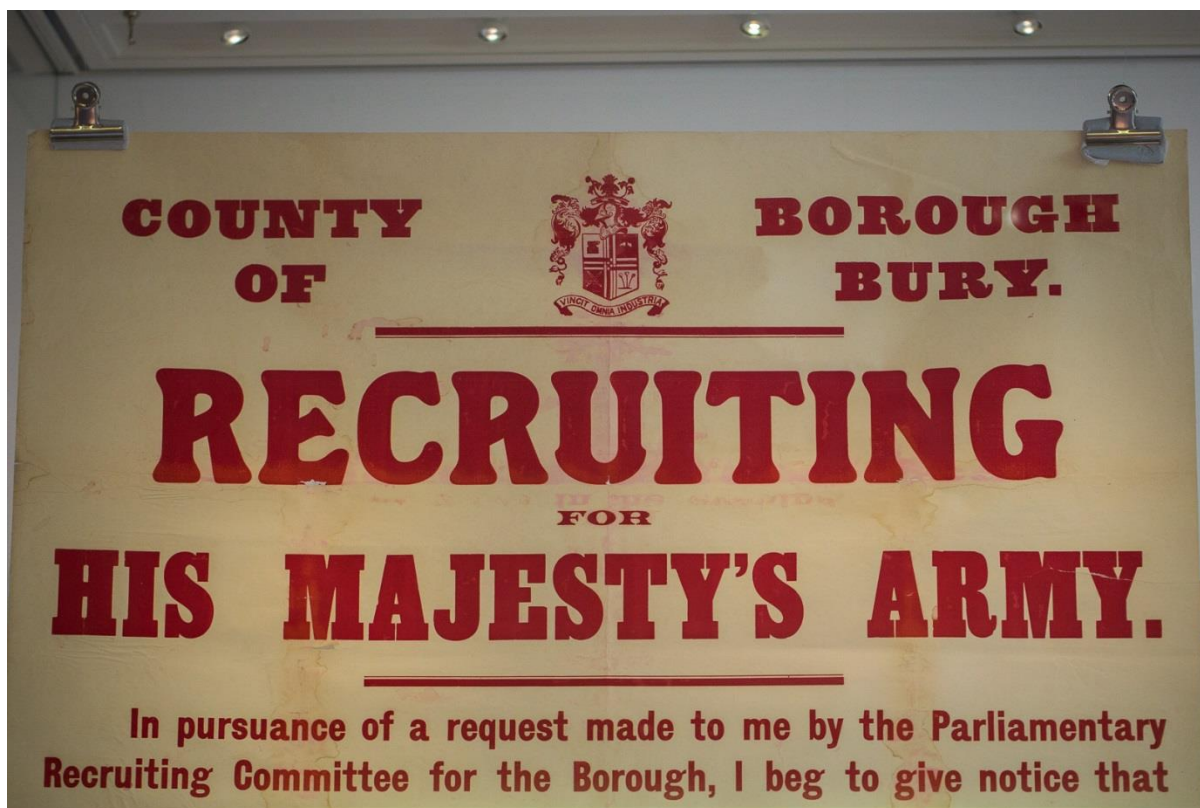 COUNTY BOROUGH
OF BURY.
VINCIT OMNIA INDUSTRIA
RECRUITING
FOR
HIS MAJESTY'S ARMY.
In pursuance of a request made to me by the Parliamentary
Recruiting Committee for the Borough, I beg to give notice that